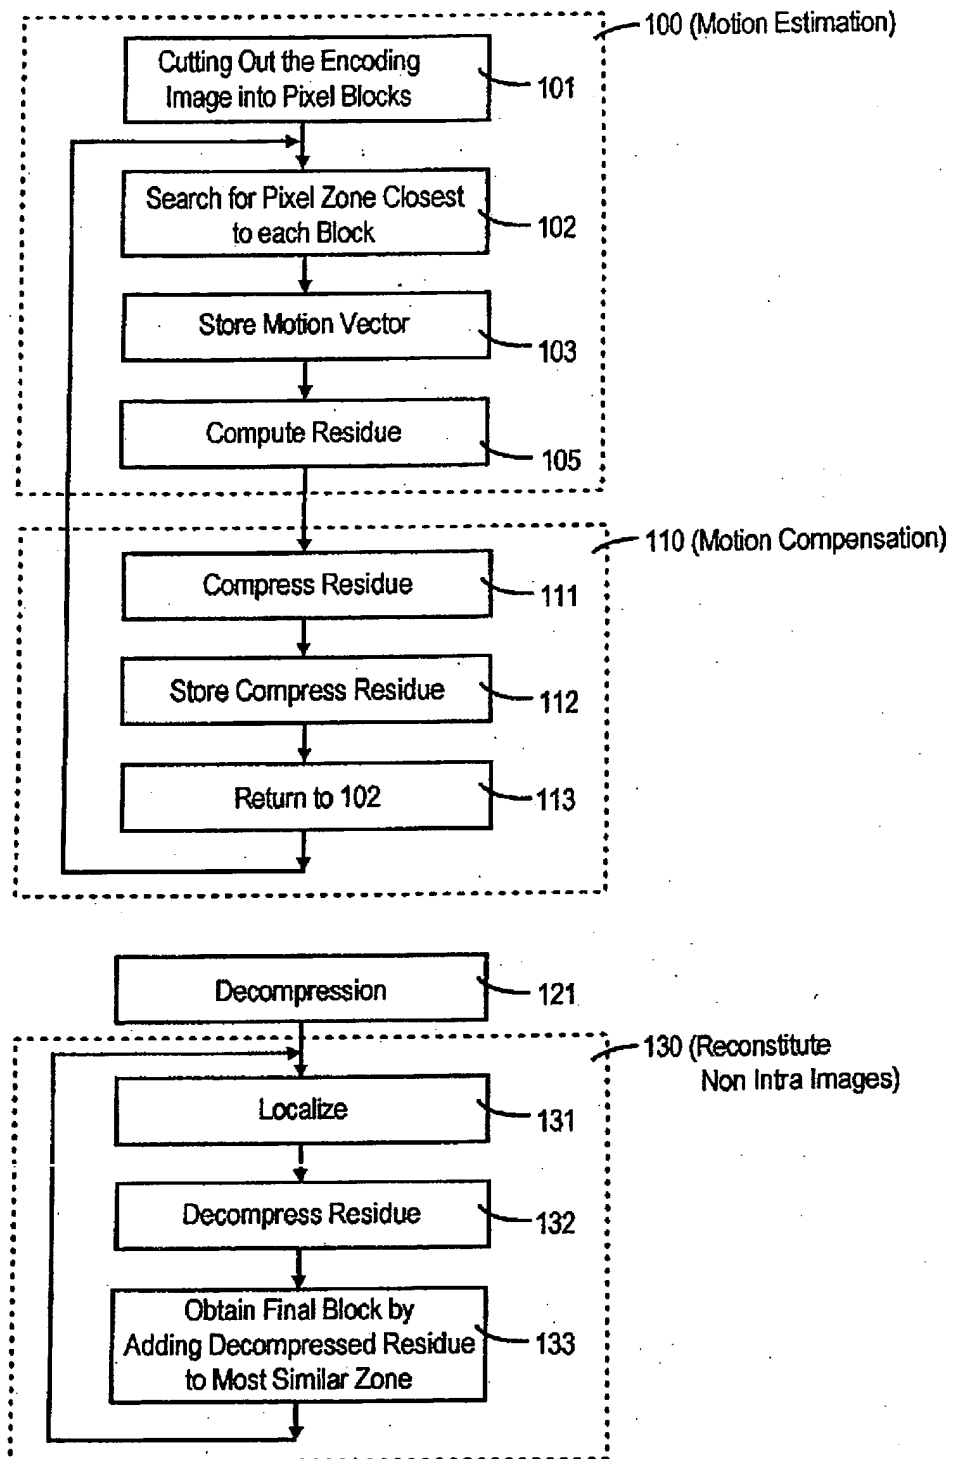 100 (Motion Estimation)
Cutting Out the Encoding
Image into Pixel Blocks
101
Search for Pixel Zone Closest
to each Block
102
Store Motion Vector
103
Compute Residue
105
110 (Motion Compensation)
Compress Residue
111
Store Compress Residue
112
Return to 102
113
Decompression
121
130 (Reconstitute
Non Intra Images)
Localize
131
Decompress Residue
132
Obtain Final Block by
Adding Decompressed Residue
to Most Similar Zone
133